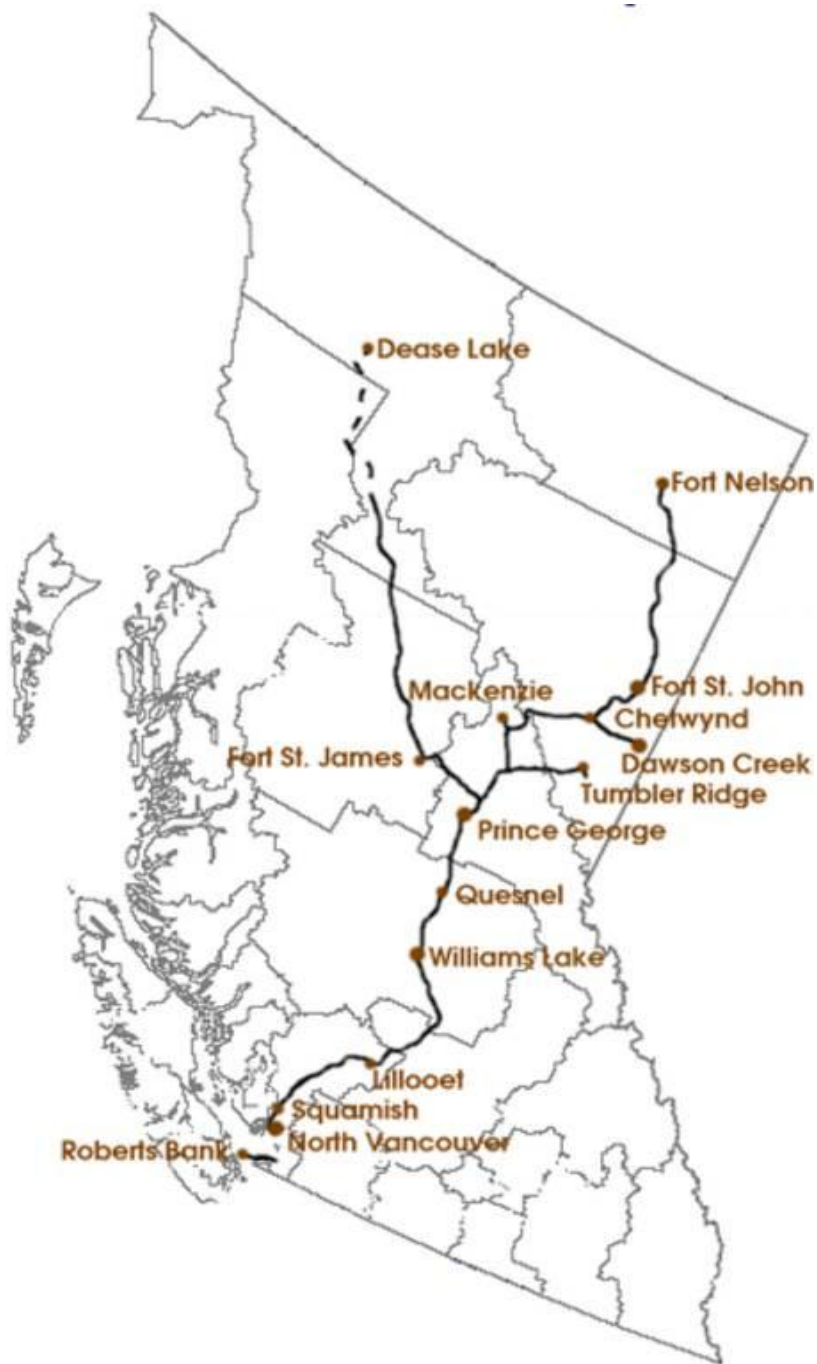 Dease Lake
Fort Nelson
Fort St. John
Mackenzie
Chetwynd
Fort St. James
Dawson Creek
Tumbler Ridge
Prince George
Quesnel
Williams Lake
Lillooet
Squamish
North Vancouver
Roberts Bank